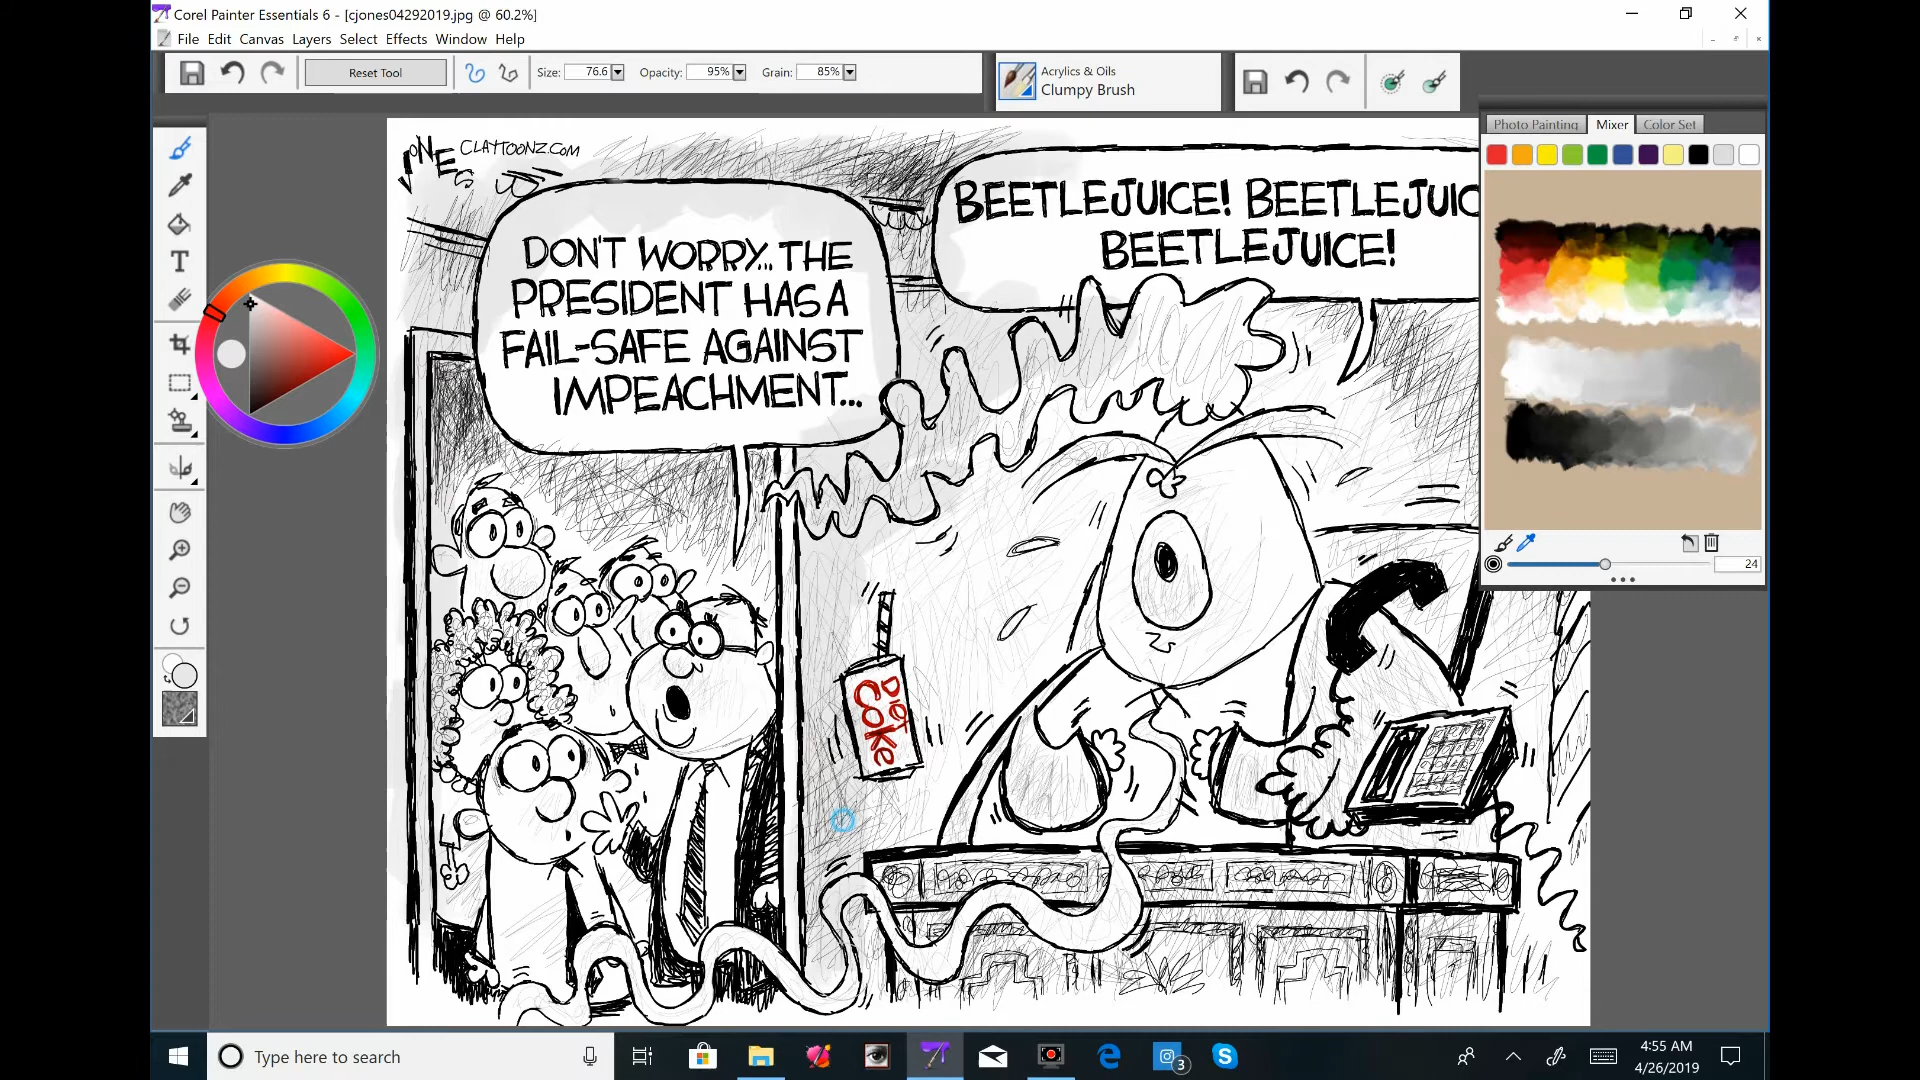 Corel Painter Essentials 6 - [cjones04292019.jpg @ 60.2%]
File Edit Canvas Layers Select Effects Window Help
Reset Tool
Size: 76.6
Opacity: 95%
Grain: 85%
Acrylics & Oils
Clumpy Brush
Photo Painting Mixer Color Set
24
JONES
CLAYTOONZ.COM
DON'T WORRY... THE
PRESIDENT HAS A
FAIL-SAFE AGAINST
IMPEACHMENT...
BEETLEJUICE! BEETLEJUIC
BEETLEJUICE!
DIET
COKE
T
Type here to search
3
4:55 AM
4/26/2019